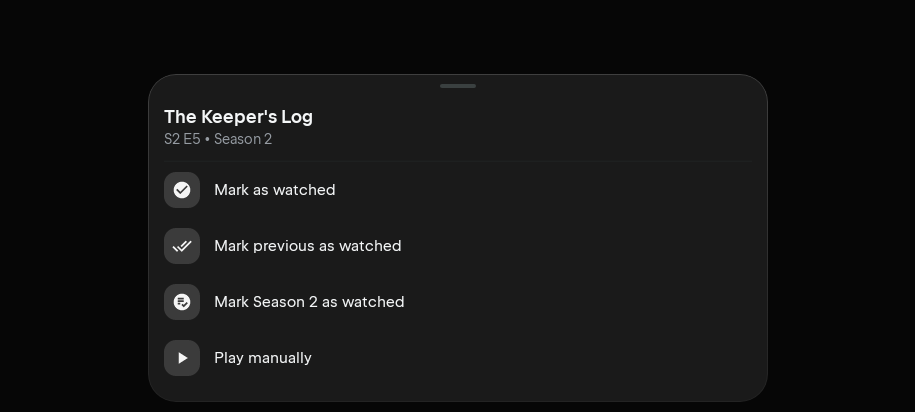 The Keeper's Log
S2 E5 • Season 2
Mark as watched
Mark previous as watched
Mark Season 2 as watched
Play manually